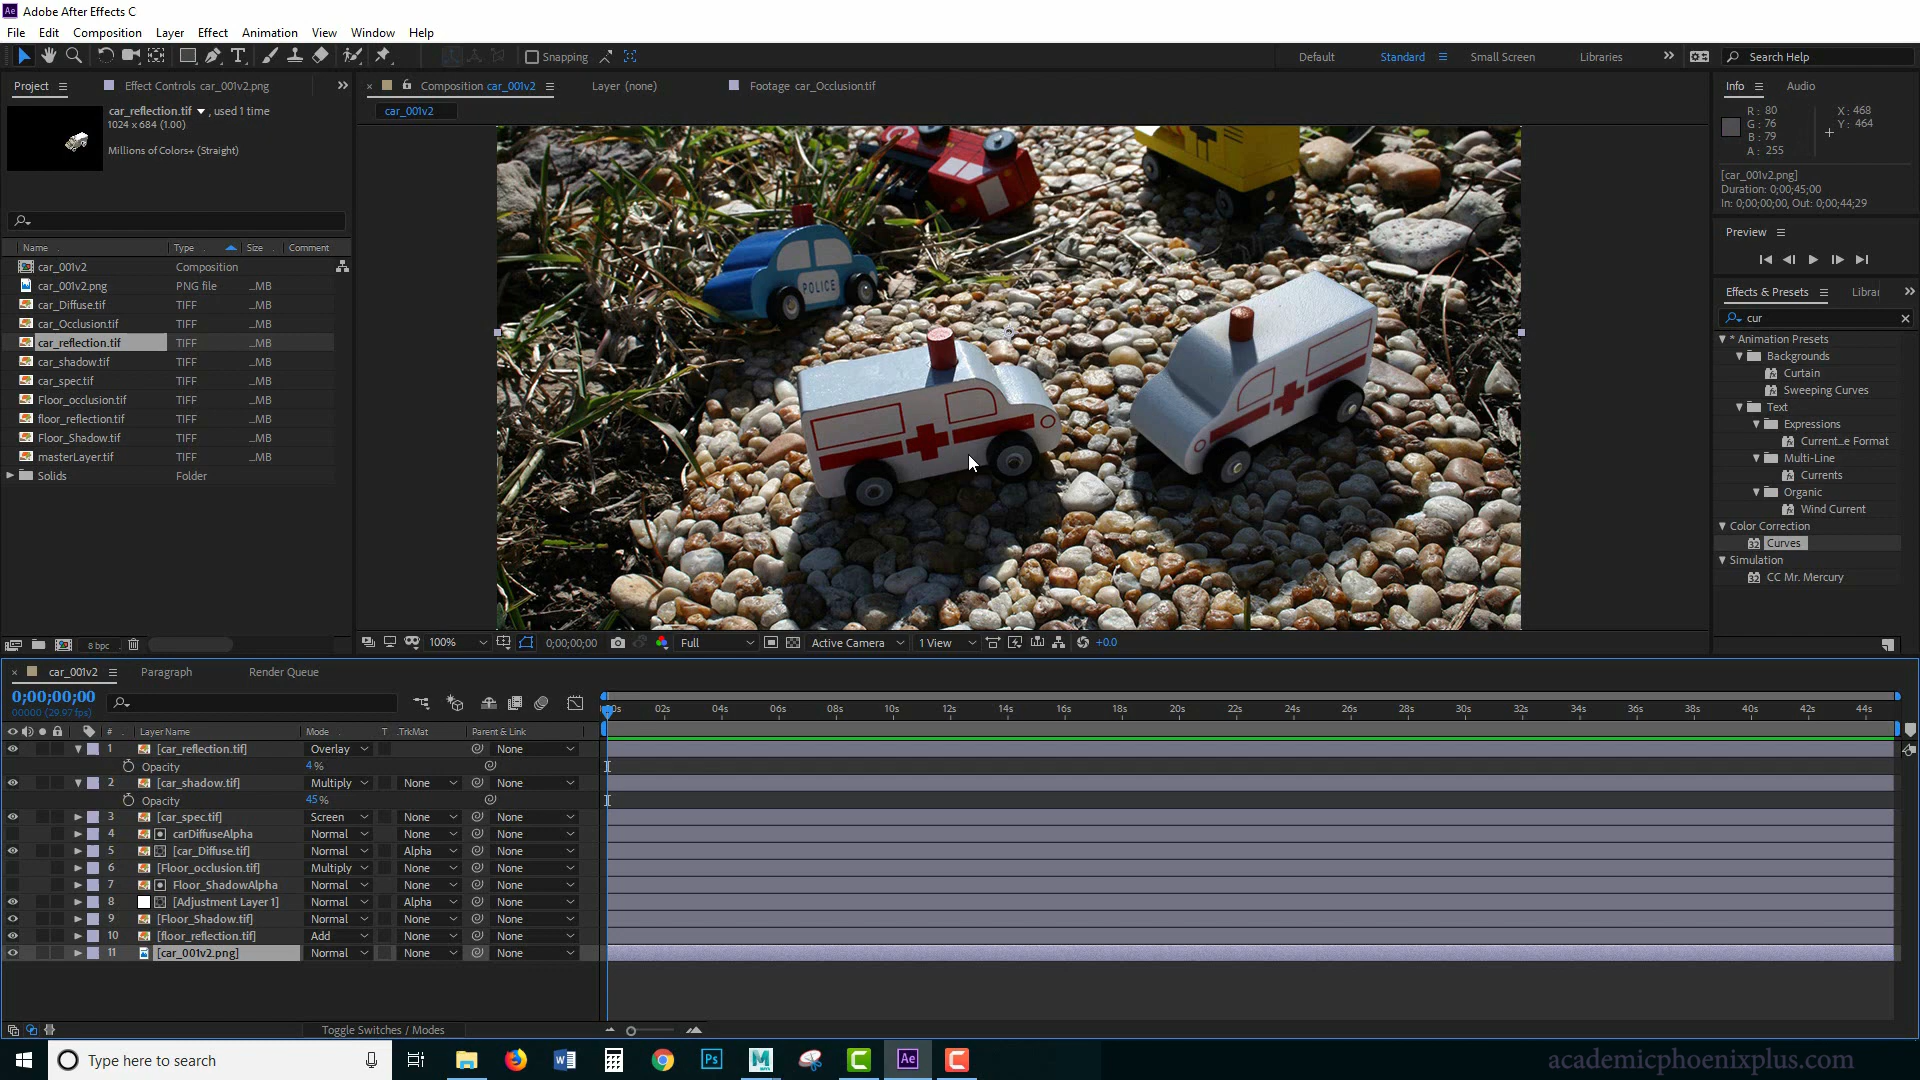 Adobe After Effects C
File Edit Composition Layer Effect Animation View Window Help
Snapping Default Standard Small Screen Libraries Search Help
Project Effect Controls car_001v2.png Composition car_001v2 Layer (none) Footage car_Occlusion.tif Info Audio
car_reflection.tif , used 1 time
1024 x 684 (1.00)
Millions of Colors+ (Straight)
car_001v2
R : 80 X : 468
G : 76 Y : 464
B : 79
A : 255
[car_001v2.png]
Duration: 0;00;45;00
In: 0;00;00;00, Out: 0;00;44;29
Preview
Effects & Presets Librar
cur
* Animation Presets
Backgrounds
Curtain
Sweeping Curves
Text
Expressions
Current...e Format
Multi-Line
Currents
Organic
Wind Current
Color Correction
Curves
Simulation
CC Mr. Mercury
Name Type Size Comment
car_001v2 Composition
car_001v2.png PNG file ...MB
car_Diffuse.tif TIFF ...MB
car_Occlusion.tif TIFF ...MB
car_reflection.tif TIFF ...MB
car_shadow.tif TIFF ...MB
car_spec.tif TIFF ...MB
Floor_occlusion.tif TIFF ...MB
floor_reflection.tif TIFF ...MB
Floor_Shadow.tif TIFF ...MB
masterLayer.tif TIFF ...MB
Solids Folder
POLICE
8 bpc 100% 0;00;00;00 Full Active Camera 1 View +0.0
car_001v2 Paragraph Render Queue
0;00;00;00
00000 (29.97 fps)
02s 04s 06s 08s 10s 12s 14s 16s 18s 20s 22s 24s 26s 28s 30s 32s 34s 36s 38s 40s 42s 44s
# Layer Name Mode T .TrkMat Parent & Link
1 [car_reflection.tif] Overlay None
Opacity 4%
2 [car_shadow.tif] Multiply None None
Opacity 45%
3 [car_spec.tif] Screen None None
4 carDiffuseAlpha Normal None None
5 [car_Diffuse.tif] Normal Alpha None
6 [Floor_occlusion.tif] Multiply None None
7 Floor_ShadowAlpha Normal None None
8 [Adjustment Layer 1] Normal Alpha None
9 [Floor_Shadow.tif] Normal None None
10 [floor_reflection.tif] Add None None
11 [car_001v2.png] Normal None None
Toggle Switches / Modes
Type here to search
academicphoenixplus.com